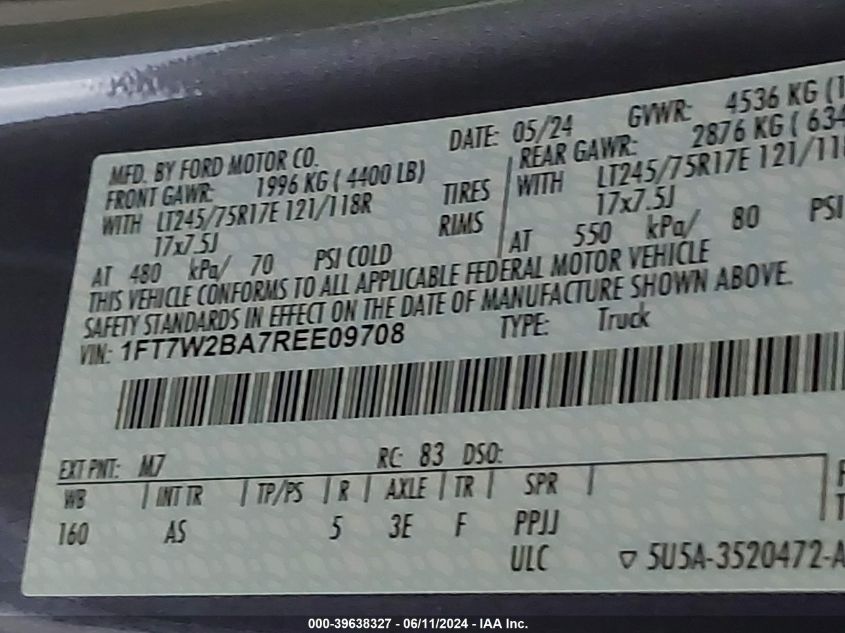 MFD. BY FORD MOTOR CO. DATE: 05/24 GVWR: 4536 KG (1
FRONT GAWR: 1996 KG ( 4400 LB) REAR GAWR: 2876 KG ( 634
WITH LT245/75R17E 121/118R TIRES WITH LT245/75R17E 121/118
17x7.5J RIMS 17x7.5J
AT 480 kPa/ 70 PSI COLD AT 550 kPa/ 80 PSI
THIS VEHICLE CONFORMS TO ALL APPLICABLE FEDERAL MOTOR VEHICLE
SAFETY STANDARDS IN EFFECT ON THE DATE OF MANUFACTURE SHOWN ABOVE.
VIN: 1FT7W2BA7REE09708 TYPE: Truck
EXT PNT: M7 RC: 83 DSO:
WB | INT TR | TP/PS | R | AXLE | TR | SPR |
160 AS 5 3E F PPJJ
ULC ▽ 5U5A-3520472-A
000-39638327 - 06/11/2024 - IAA Inc.